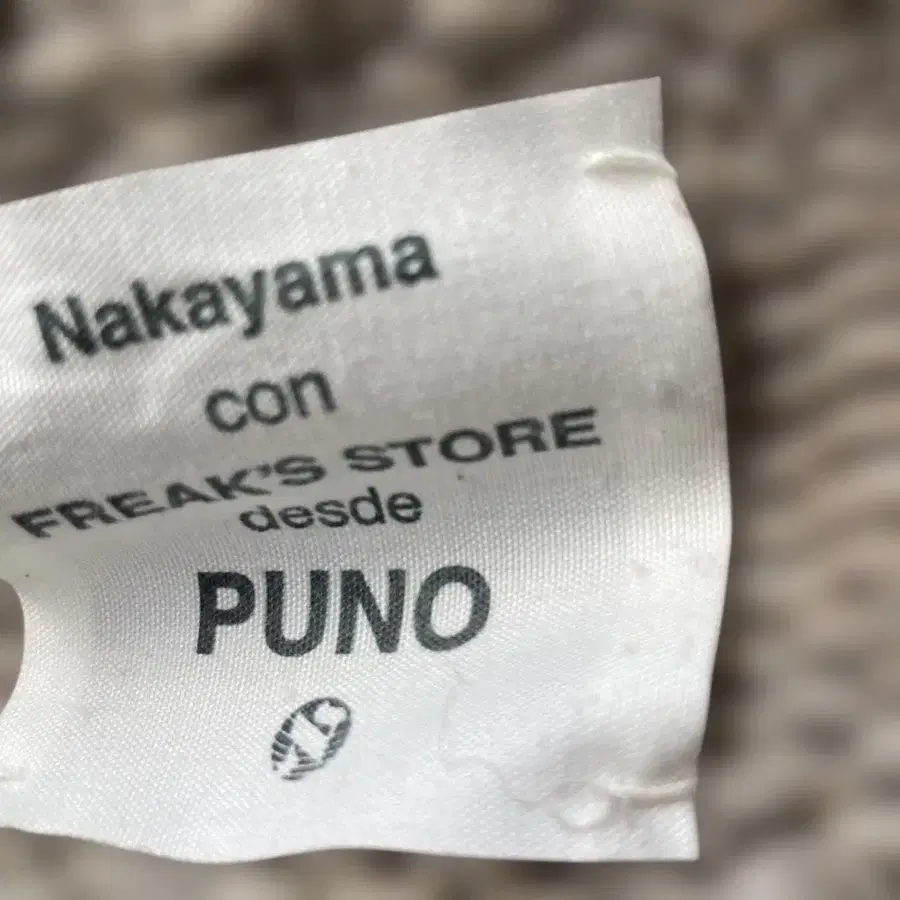 Nakayama
con
FREAK'S STORE
desde
PUNO